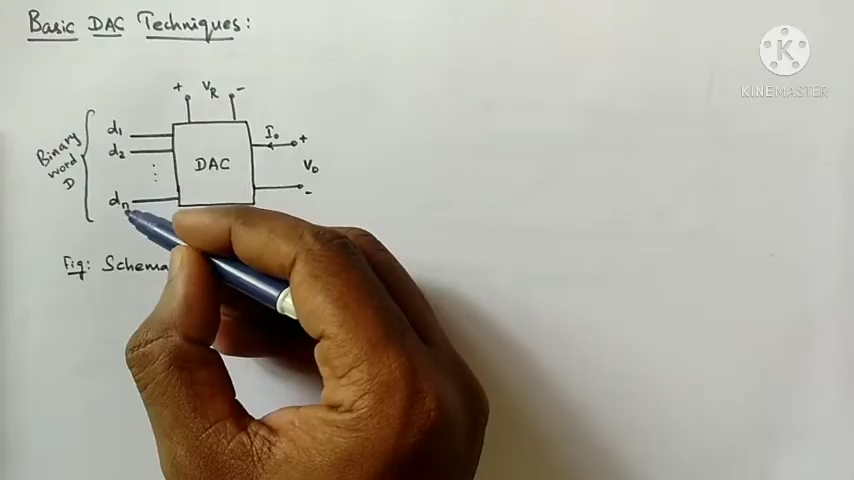 Basic DAC Techniques:
K
KINEMASTER
+ VR -
Binary
word
D
d1
d2
dn
DAC
Io
+
Vo
-
Fig: Schema